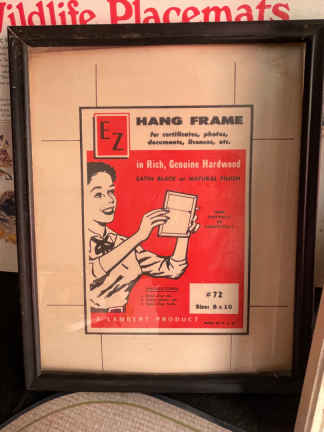 Wildlife Placemats
EZ
HANG FRAME
for certificates, photos,
documents, licenses, etc.
in Rich, Genuine Hardwood
SATIN BLACK or NATURAL FINISH
#72
Size: 8 x 10
A LAMBERT PRODUCT